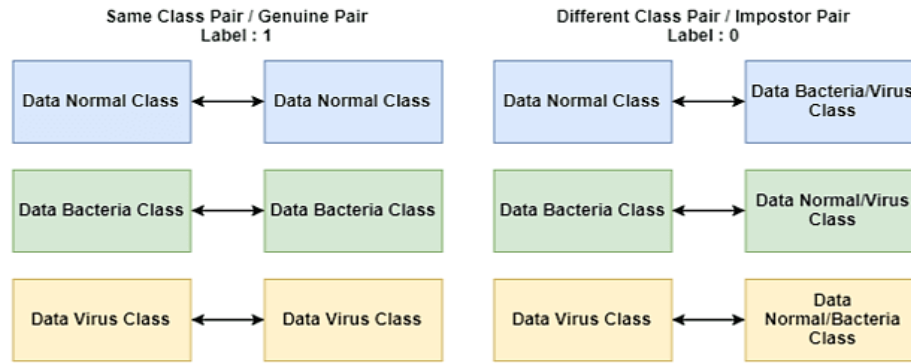 Same Class Pair / Genuine Pair
Label : 1
Different Class Pair / Impostor Pair
Label : 0
Data Normal Class
Data Normal Class
Data Normal Class
Data Bacteria/Virus
Class
Data Bacteria Class
Data Bacteria Class
Data Bacteria Class
Data Normal/Virus
Class
Data Virus Class
Data Virus Class
Data Virus Class
Data
Normal/Bacteria
Class